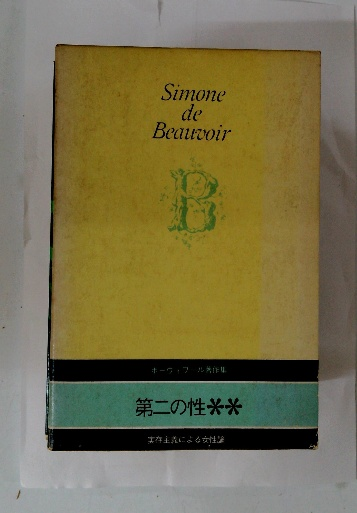 Simone
de
Beauvoir
B
ボーヴォワール著作集
第二の性**
実存主義による女性論